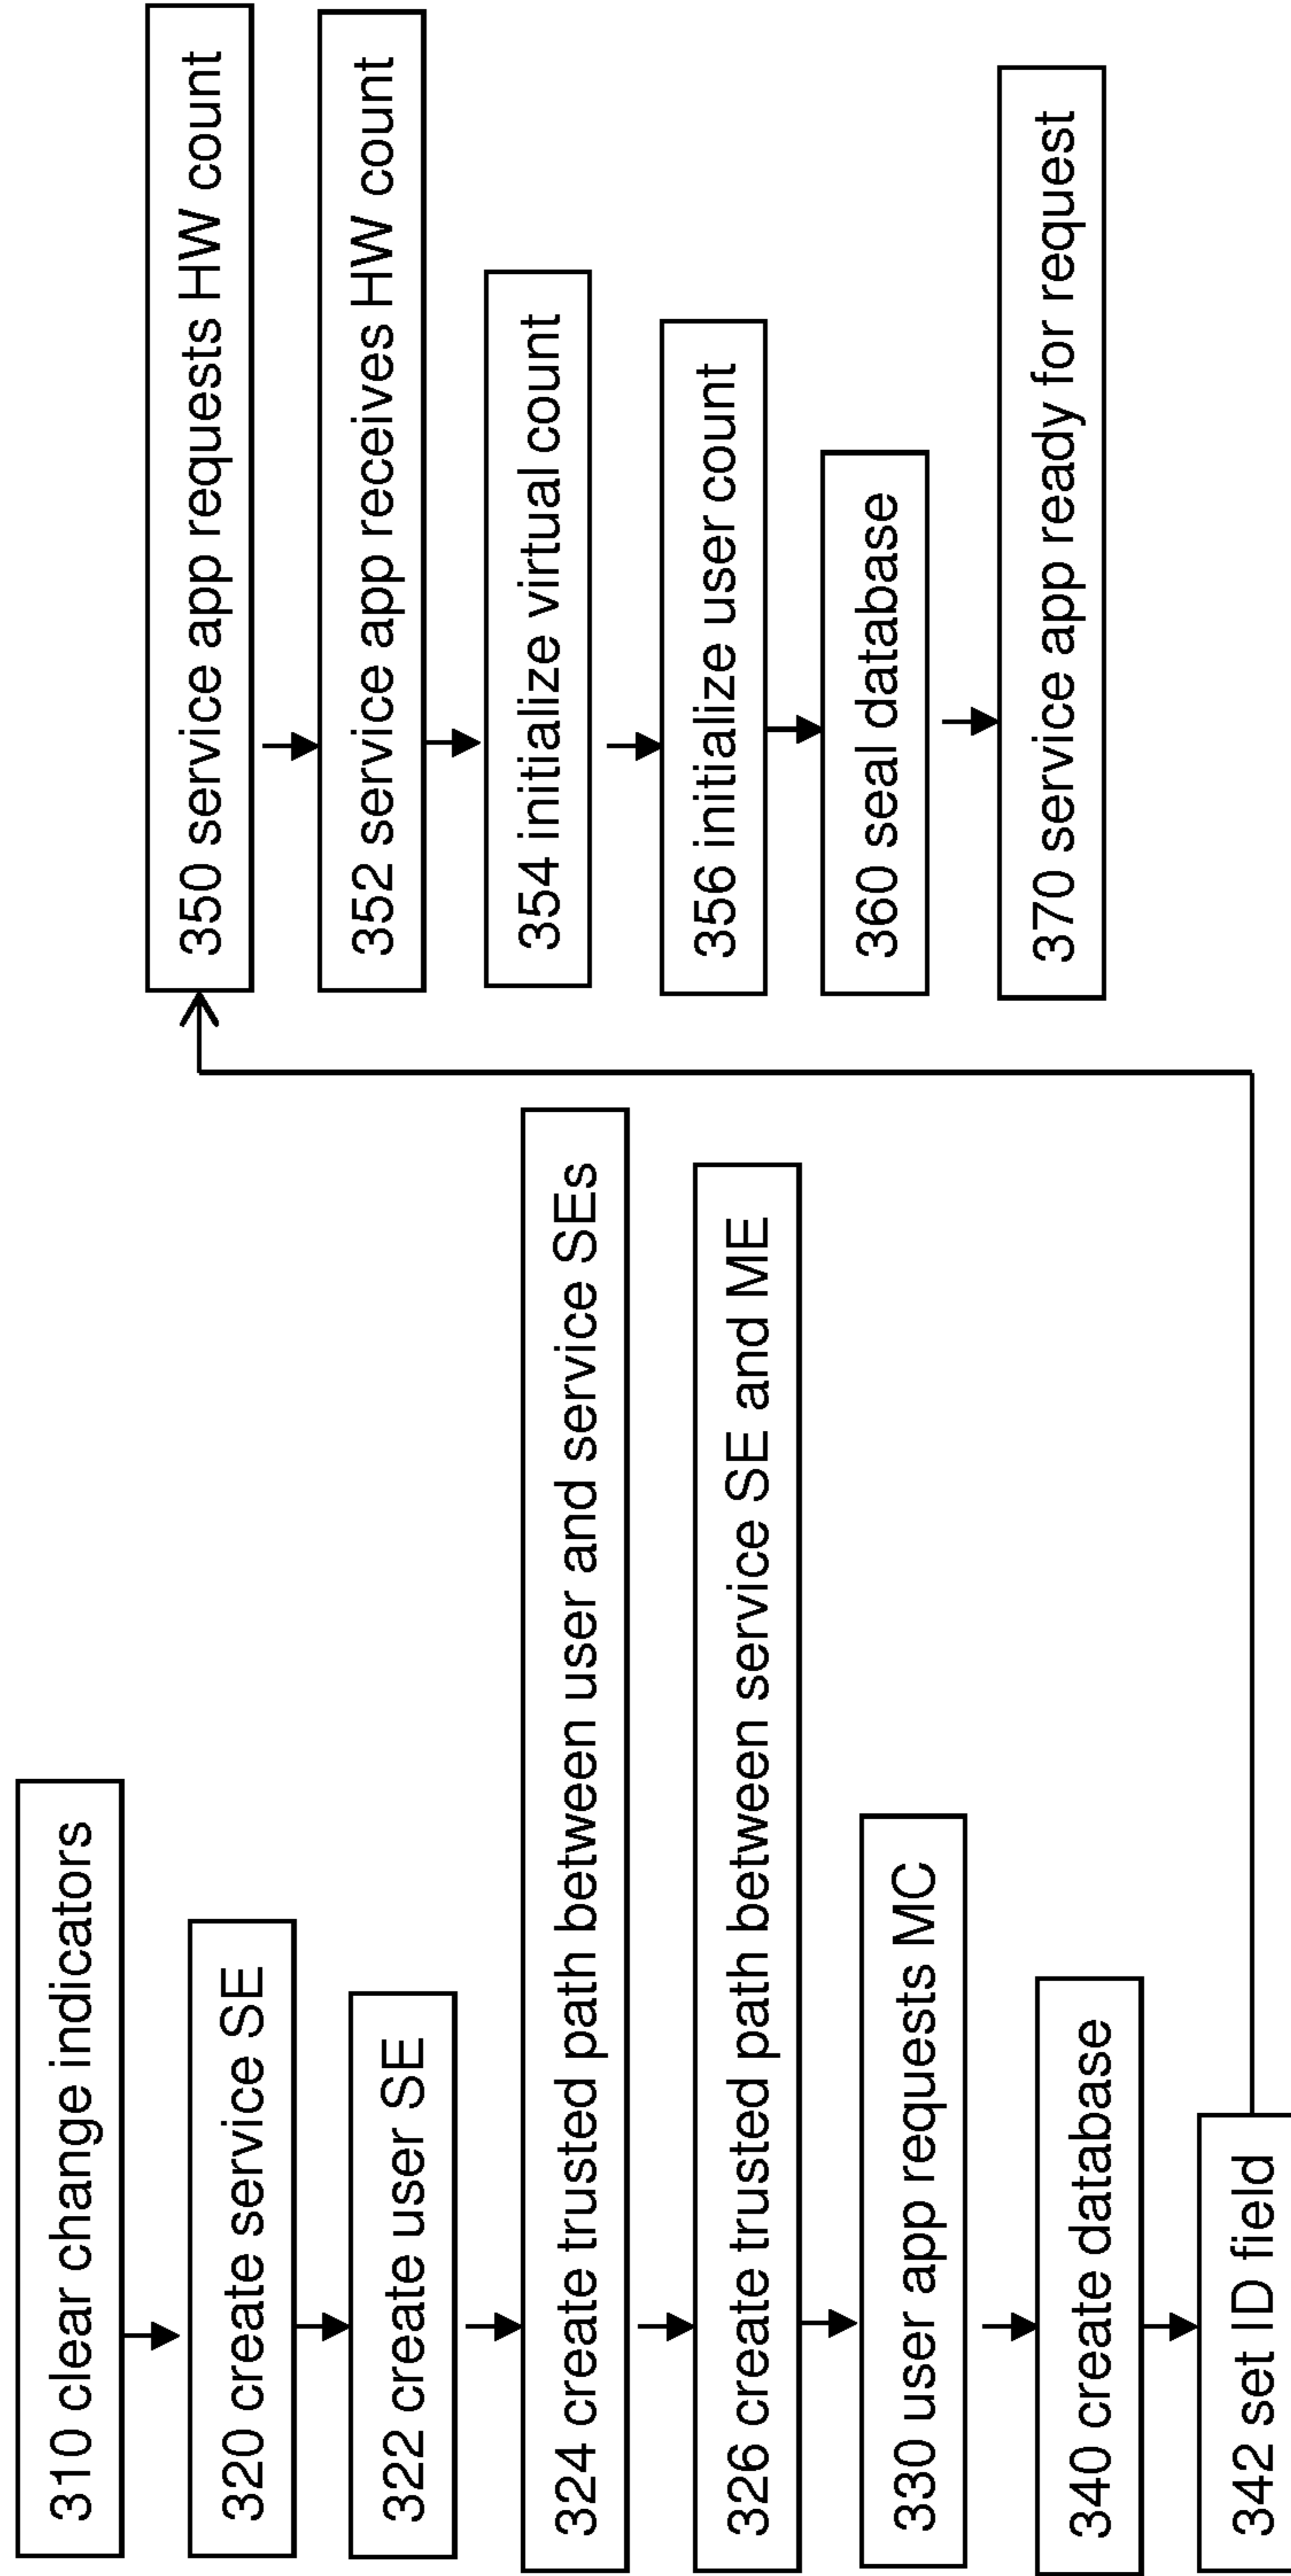 310 clear change indicators
320 create service SE
322 create user SE
324 create trusted path between user and service SEs
326 create trusted path between service SE and ME
330 user app requests MC
340 create database
342 set ID field
350 service app requests HW count
352 service app receives HW count
354 initialize virtual count
356 initialize user count
360 seal database
370 service app ready for request